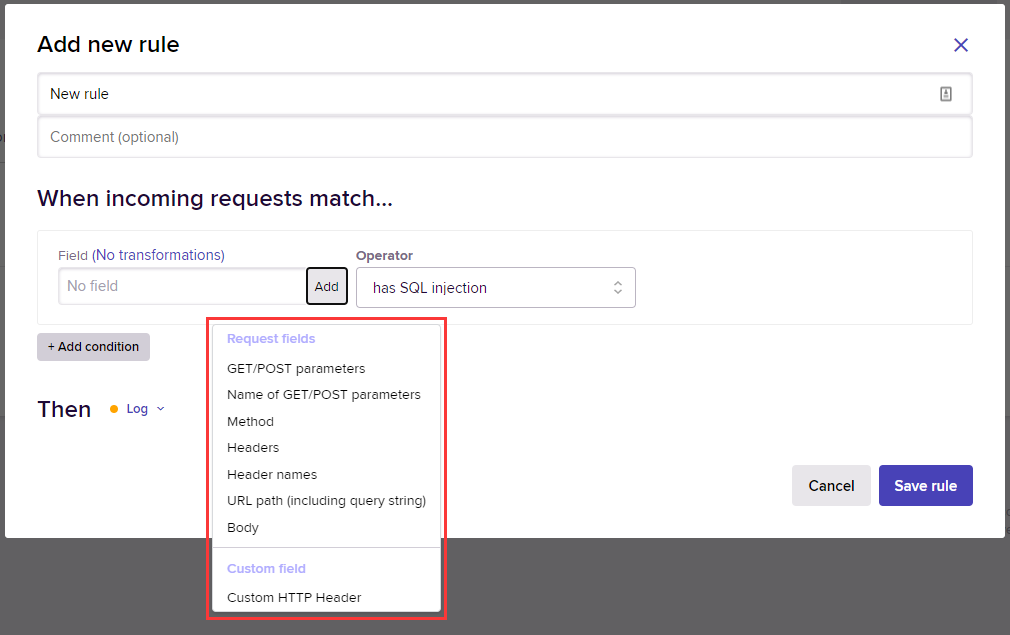 Add new rule
New rule
Comment (optional)
When incoming requests match...
Field (No transformations)
Operator
No field
Add
has SQL injection
+ Add condition
Request fields
GET/POST parameters
Name of GET/POST parameters
Method
Headers
Header names
URL path (including query string)
Body
Custom field
Custom HTTP Header
Then
Log
Cancel
Save rule